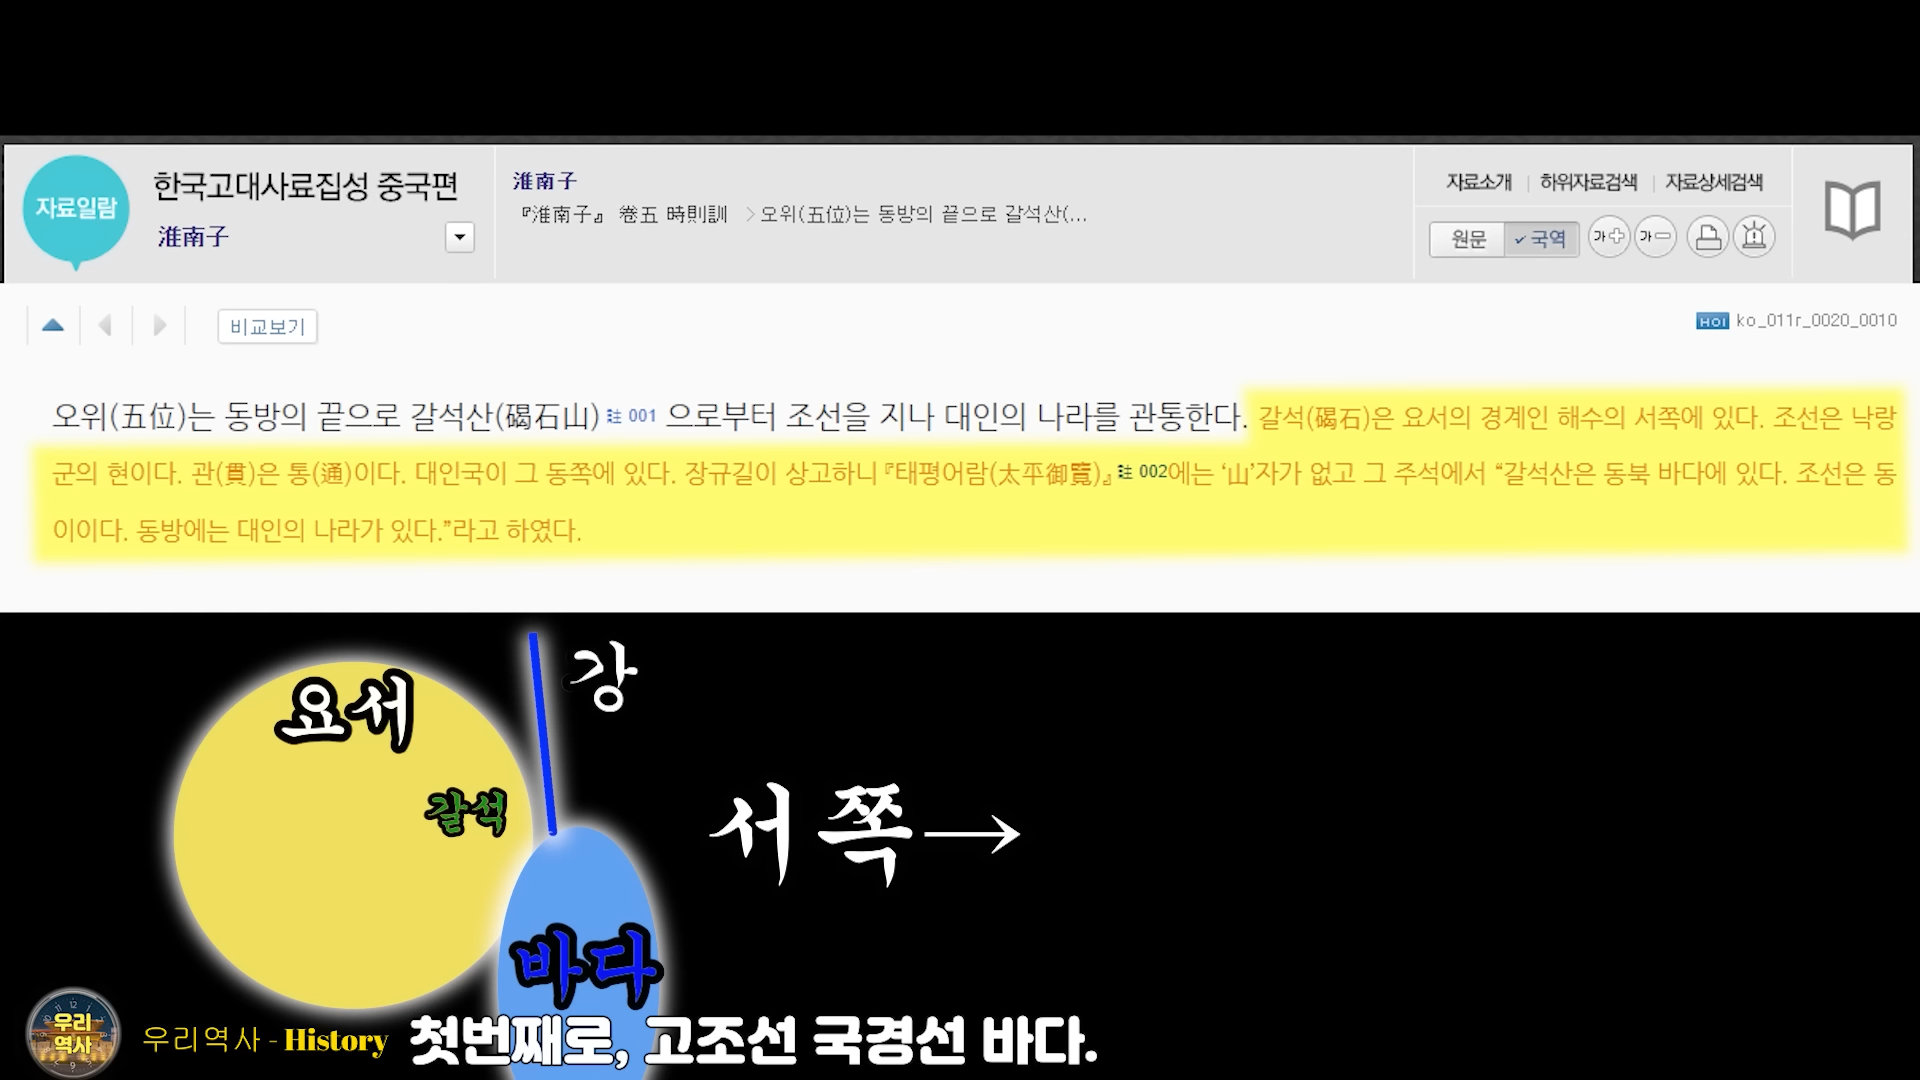 자료일람
한국고대사료집성 중국편
淮南子
淮南子
『淮南子』 卷五 時則訓 > 오위(五位)는 동방의 끝으로 갈석산(...
자료소개 | 하위자료검색 | 자료상세검색
원문 ✓국역 가+ 가-
비교보기
HOI ko_011r_0020_0010
오위(五位)는 동방의 끝으로 갈석산(碣石山) 註 001 으로부터 조선을 지나 대인의 나라를 관통한다. 갈석(碣石)은 요서의 경계인 해수의 서쪽에 있다. 조선은 낙랑
군의 현이다. 관(貫)은 통(通)이다. 대인국이 그 동쪽에 있다. 장규길이 상고하니 『태평어람(太平御覽)』 註 002에는 ‘山’자가 없고 그 주석에서 “갈석산은 동북 바다에 있다. 조선은 동
이이다. 동방에는 대인의 나라가 있다.”라고 하였다.
강
요서
갈석
서쪽→
바다
우리
역사
우리역사 - History
첫번째로, 고조선 국경선 바다.